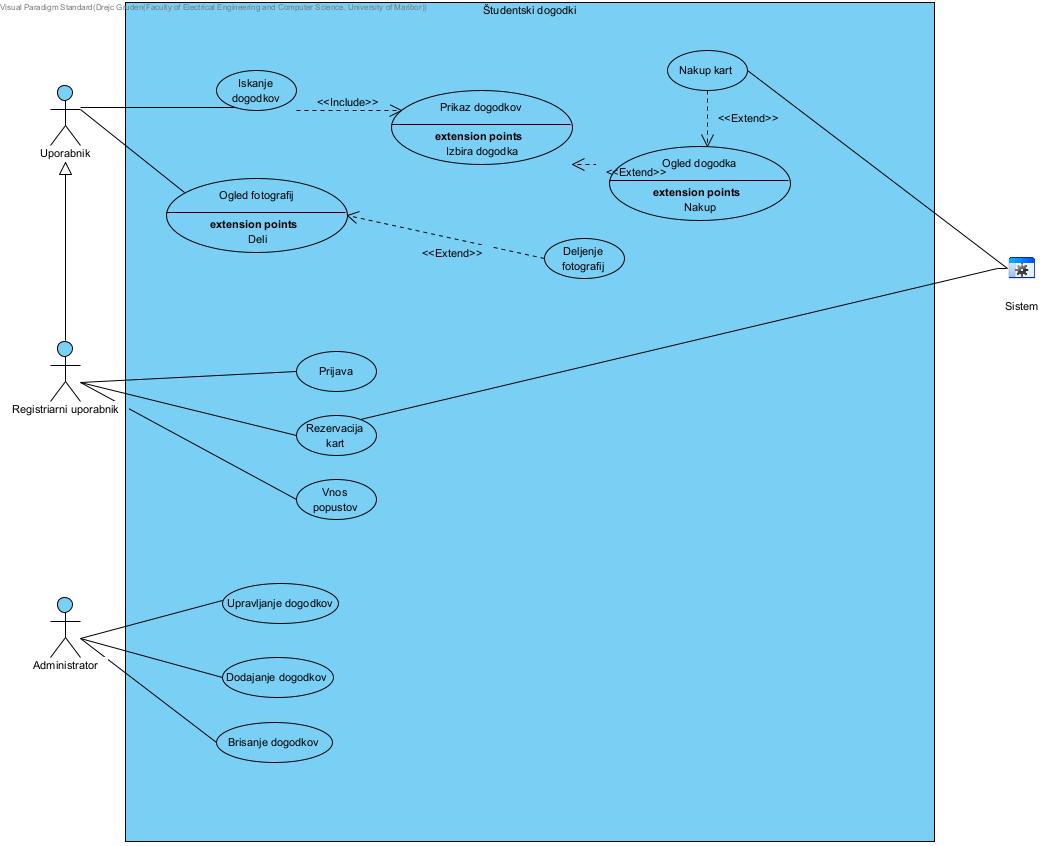 Visual Paradigm Standard(Drejc Gruden(Faculty of Electrical Engineering and Computer Science, University of Maribor))
Študentski dogodki
Iskanje
dogodkov
<<Include>>
Prikaz dogodkov
extension points
Izbira dogodka
Nakup kart
<<Extend>>
Ogled dogodka
<<Extend>>
extension points
Nakup
Uporabnik
Ogled fotografij
extension points
Deli
<<Extend>>
Deljenje
fotografij
Sistem
Prijava
Registriarni uporabnik
Rezervacija
kart
Vnos
popustov
Upravljanje dogodkov
Administrator
Dodajanje dogodkov
Brisanje dogodkov